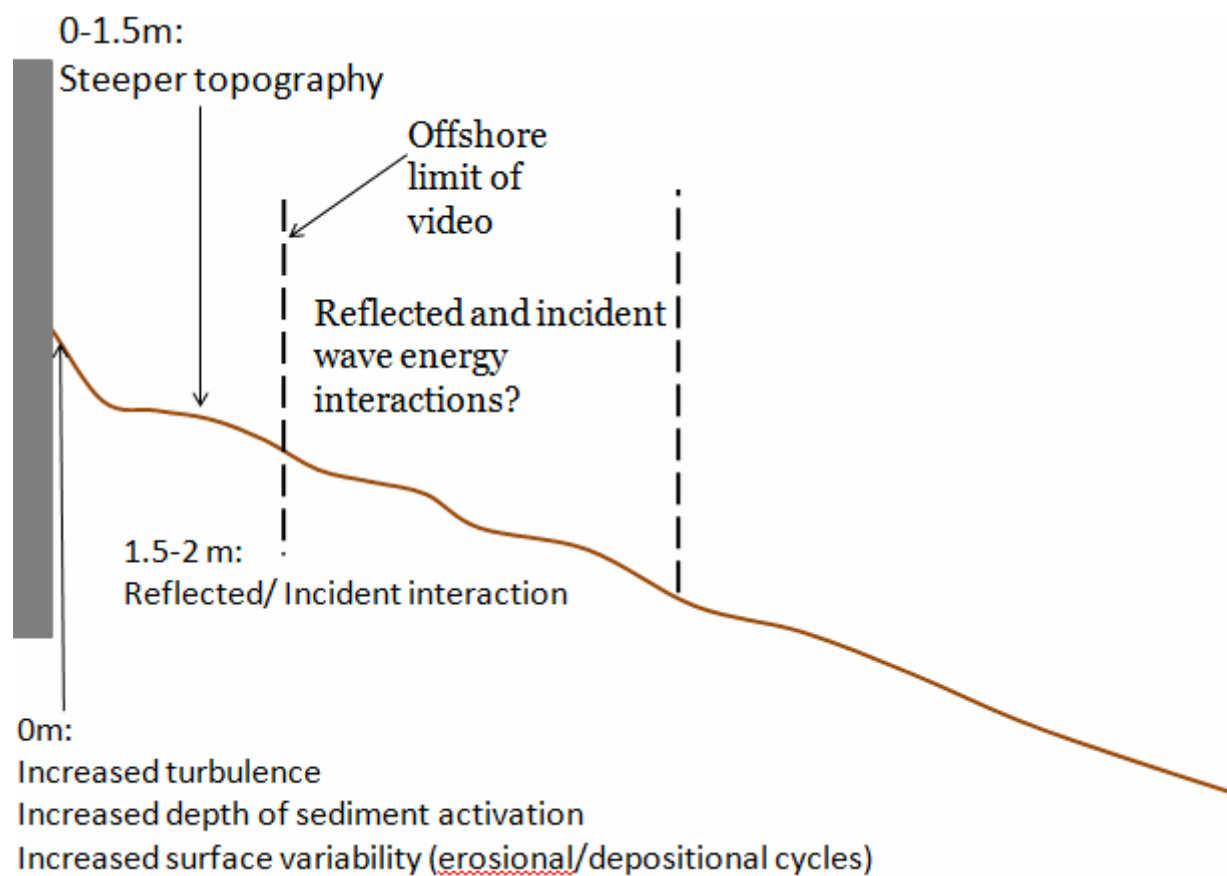 0-1.5m:
Steeper topography
Offshore
limit of
video
Reflected and incident
wave energy
interactions?
1.5-2 m:
Reflected/ Incident interaction
0m:
Increased turbulence
Increased depth of sediment activation
Increased surface variability (erosional/depositional cycles)